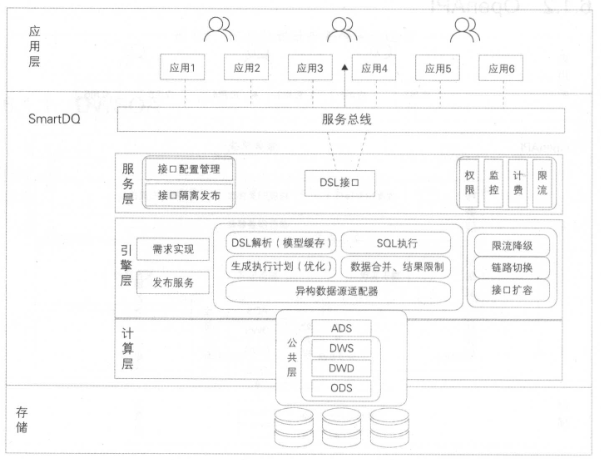 6.1.2 OpenAPI
应用层
应用1 应用2 应用3 应用4 应用5 应用6
SmartDQ
服务总线
服务层
接口配置管理
接口隔离发布
DSL接口
权限 监控 计费 限流
引擎层
需求实现
发布服务
DSL解析（模型缓存） SQL执行
生成执行计划（优化） 数据合并、结果限制
异构数据源适配器
限流降级
链路切换
接口扩容
计算层
公共层
ADS
DWS
DWD
ODS
存储